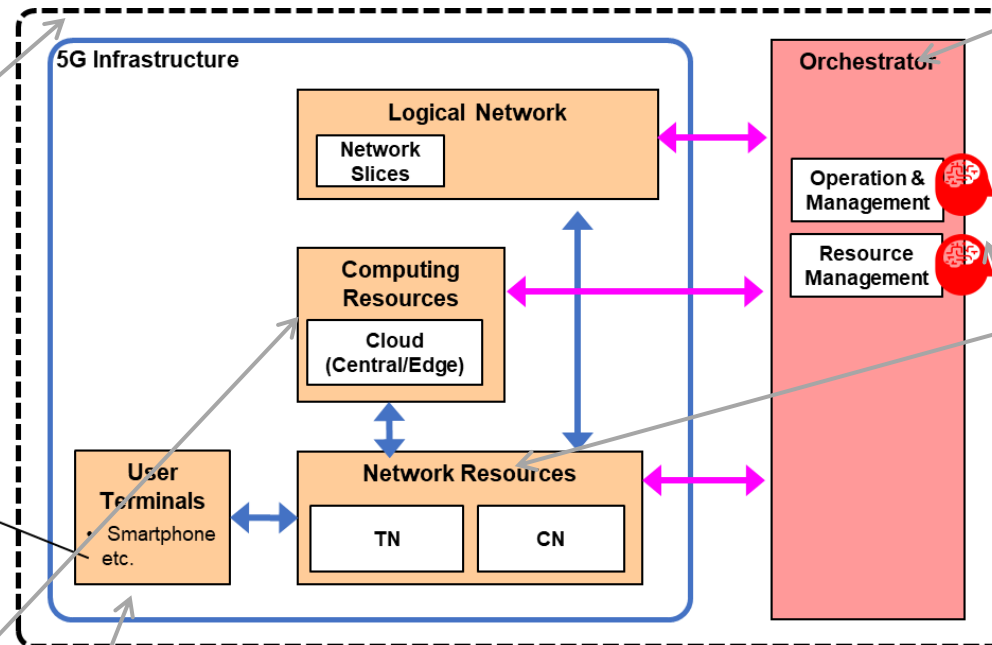 5G Infrastructure
Orchestrator
Logical Network
Network
Slices
Operation &
Management
Resource
Management
Computing
Resources
Cloud
(Central/Edge)
User
Terminals
• Smartphone
etc.
Network Resources
TN
CN